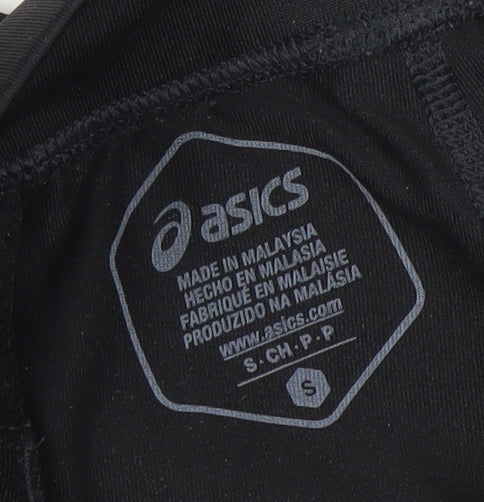 asics
MADE IN MALAYSIA
HECHO EN MALASIA
FABRIQUÉ EN MALAISIE
PRODUZIDO NA MALÁSIA
www.asics.com
S·CH·P·P
S